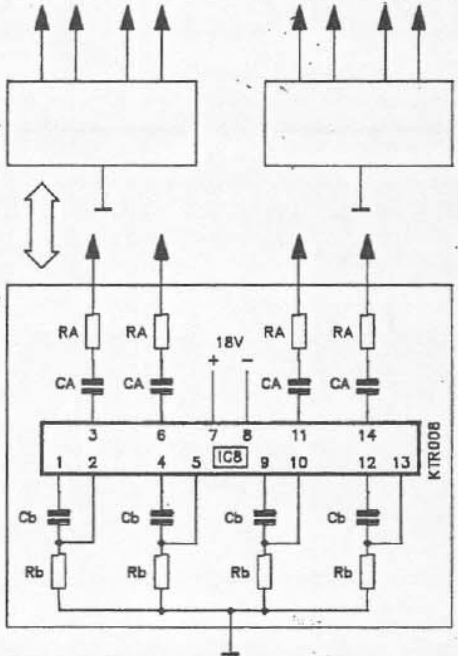 RA RA RA RA
18V
+ −
CA CA CA CA
3 6 7 8 11 14
IC8
1 2 4 5 9 10 12 13
KTR008
Cb Cb Cb Cb
Rb Rb Rb Rb